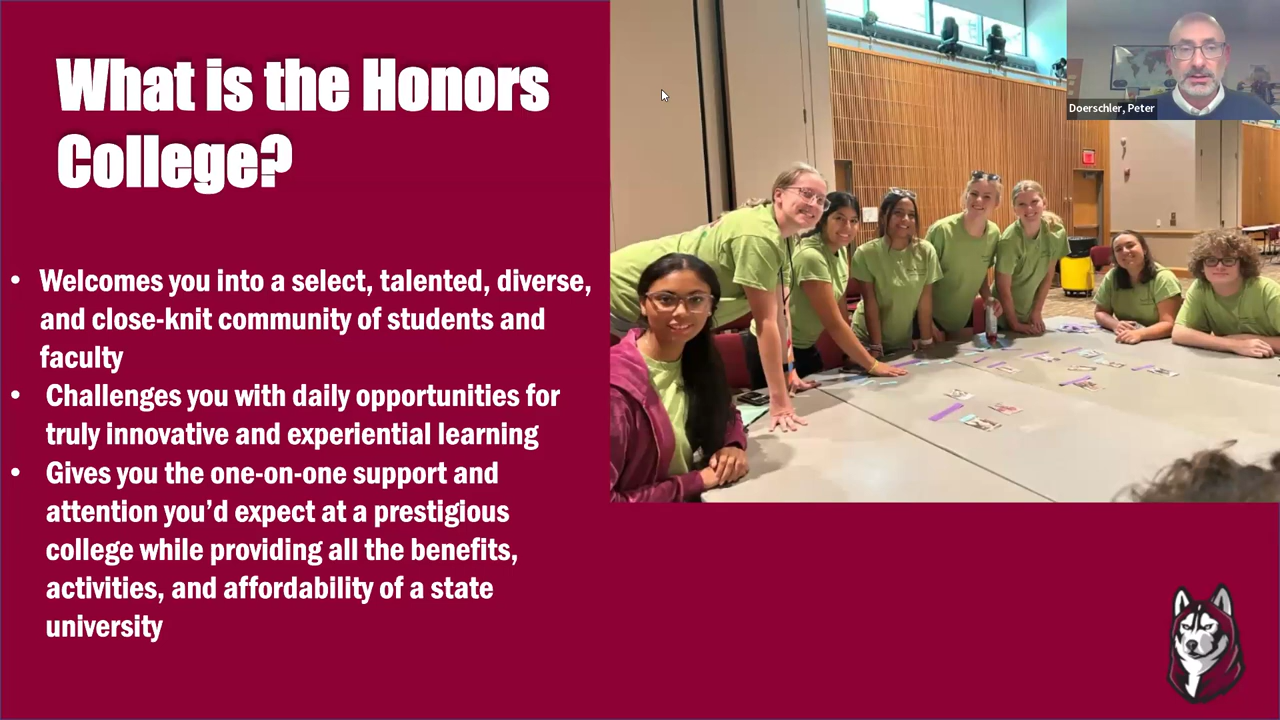 What is the Honors
College?
Doerschler, Peter
• Welcomes you into a select, talented, diverse,
and close-knit community of students and
faculty
• Challenges you with daily opportunities for
truly innovative and experiential learning
• Gives you the one-on-one support and
attention you’d expect at a prestigious
college while providing all the benefits,
activities, and affordability of a state
university